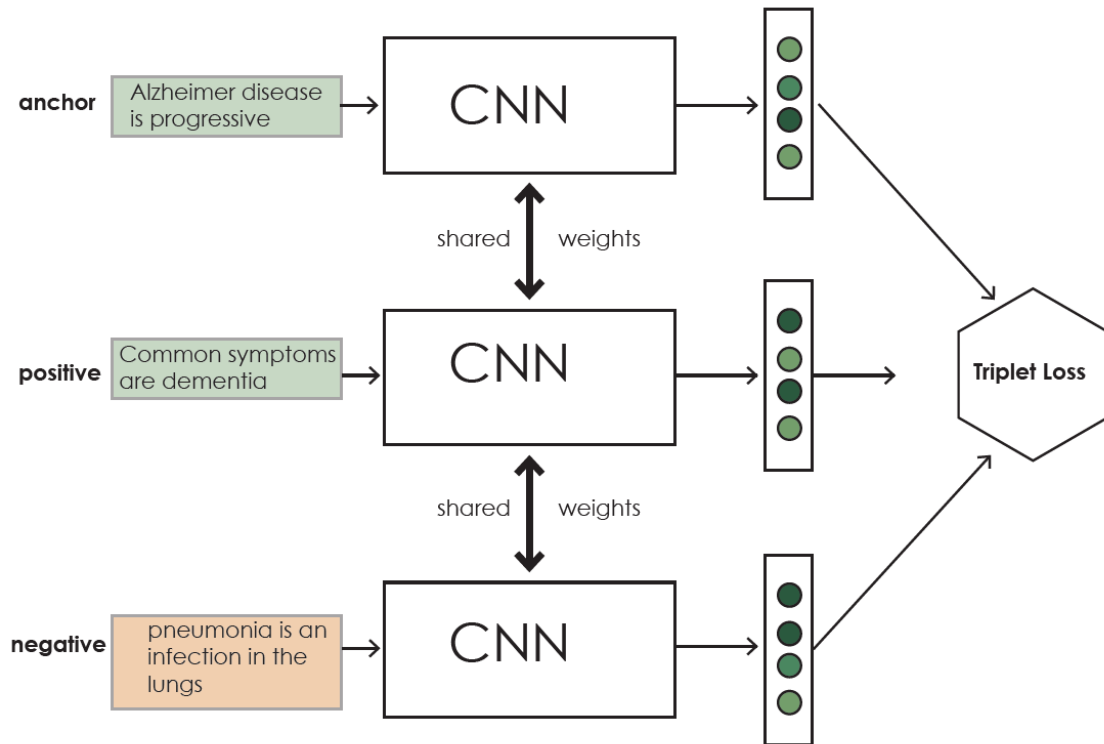 anchor
Alzheimer disease
is progressive
CNN
shared weights
positive
Common symptoms
are dementia
CNN
Triplet Loss
shared weights
negative
pneumonia is an
infection in the
lungs
CNN